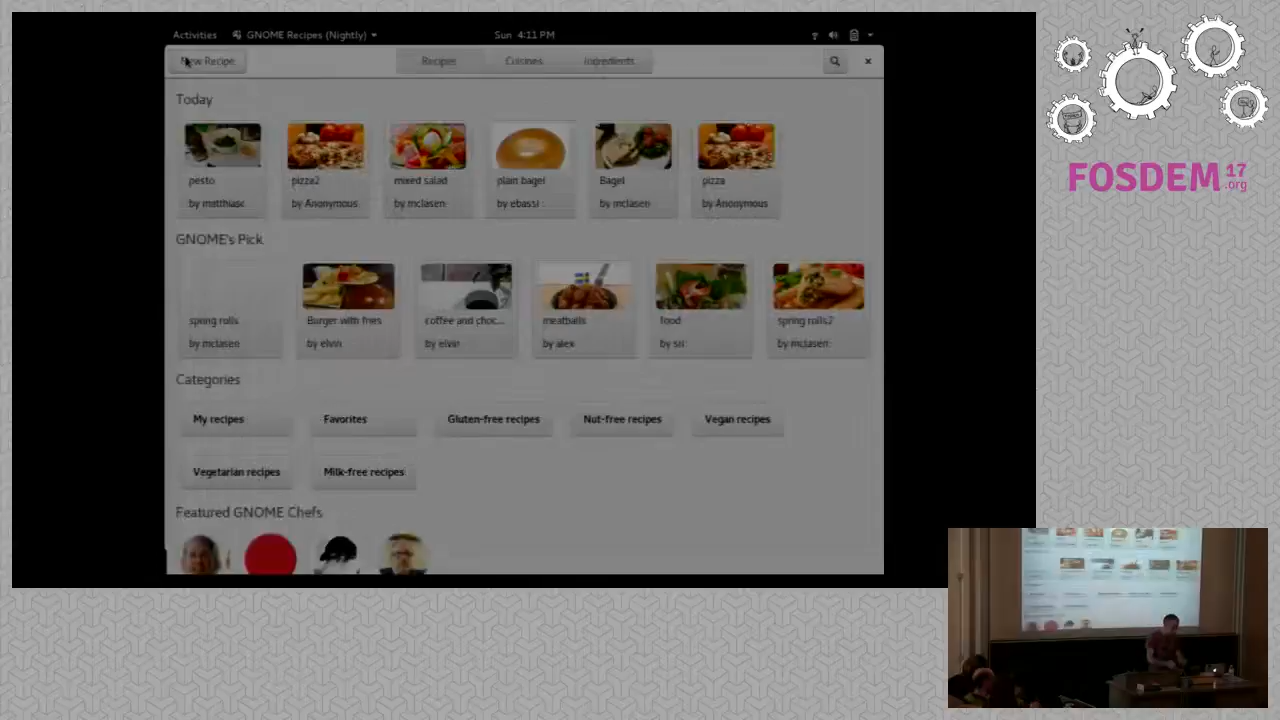 Activities GNOME Recipes (Nightly) Sun 4:11 PM
New Recipe Recipes Cuisines Ingredients
Today
pesto pizza2 mixed salad plain bagel Bagel pizza
by matthiasc by Anonymous by mclasen by ebassi by mclasen by Anonymous
GNOME's Pick
spring rolls Burger with fries coffee and choc... meatballs food spring rolls2
by mclasen by elvin by elvin by alex by sri by mclasen
Categories
My recipes Favorites Gluten-free recipes Nut-free recipes Vegan recipes
Vegetarian recipes Milk-free recipes
Featured GNOME Chefs
FOSDEM 17
.org